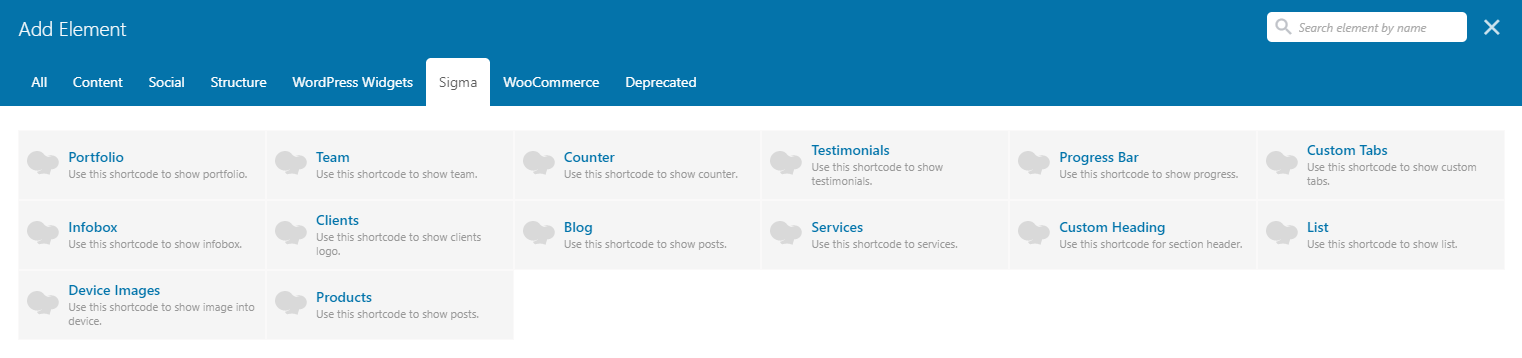 Add Element
Search element by name
All Content Social Structure WordPress Widgets Sigma WooCommerce Deprecated
Portfolio
Use this shortcode to show portfolio.
Team
Use this shortcode to show team.
Counter
Use this shortcode to show counter.
Testimonials
Use this shortcode to show
testimonials.
Progress Bar
Use this shortcode to show progress.
Custom Tabs
Use this shortcode to show custom
tabs.
Infobox
Use this shortcode to show infobox.
Clients
Use this shortcode to show clients
logo.
Blog
Use this shortcode to show posts.
Services
Use this shortcode to services.
Custom Heading
Use this shortcode for section header.
List
Use this shortcode to show list.
Device Images
Use this shortcode to show image into
device.
Products
Use this shortcode to show posts.